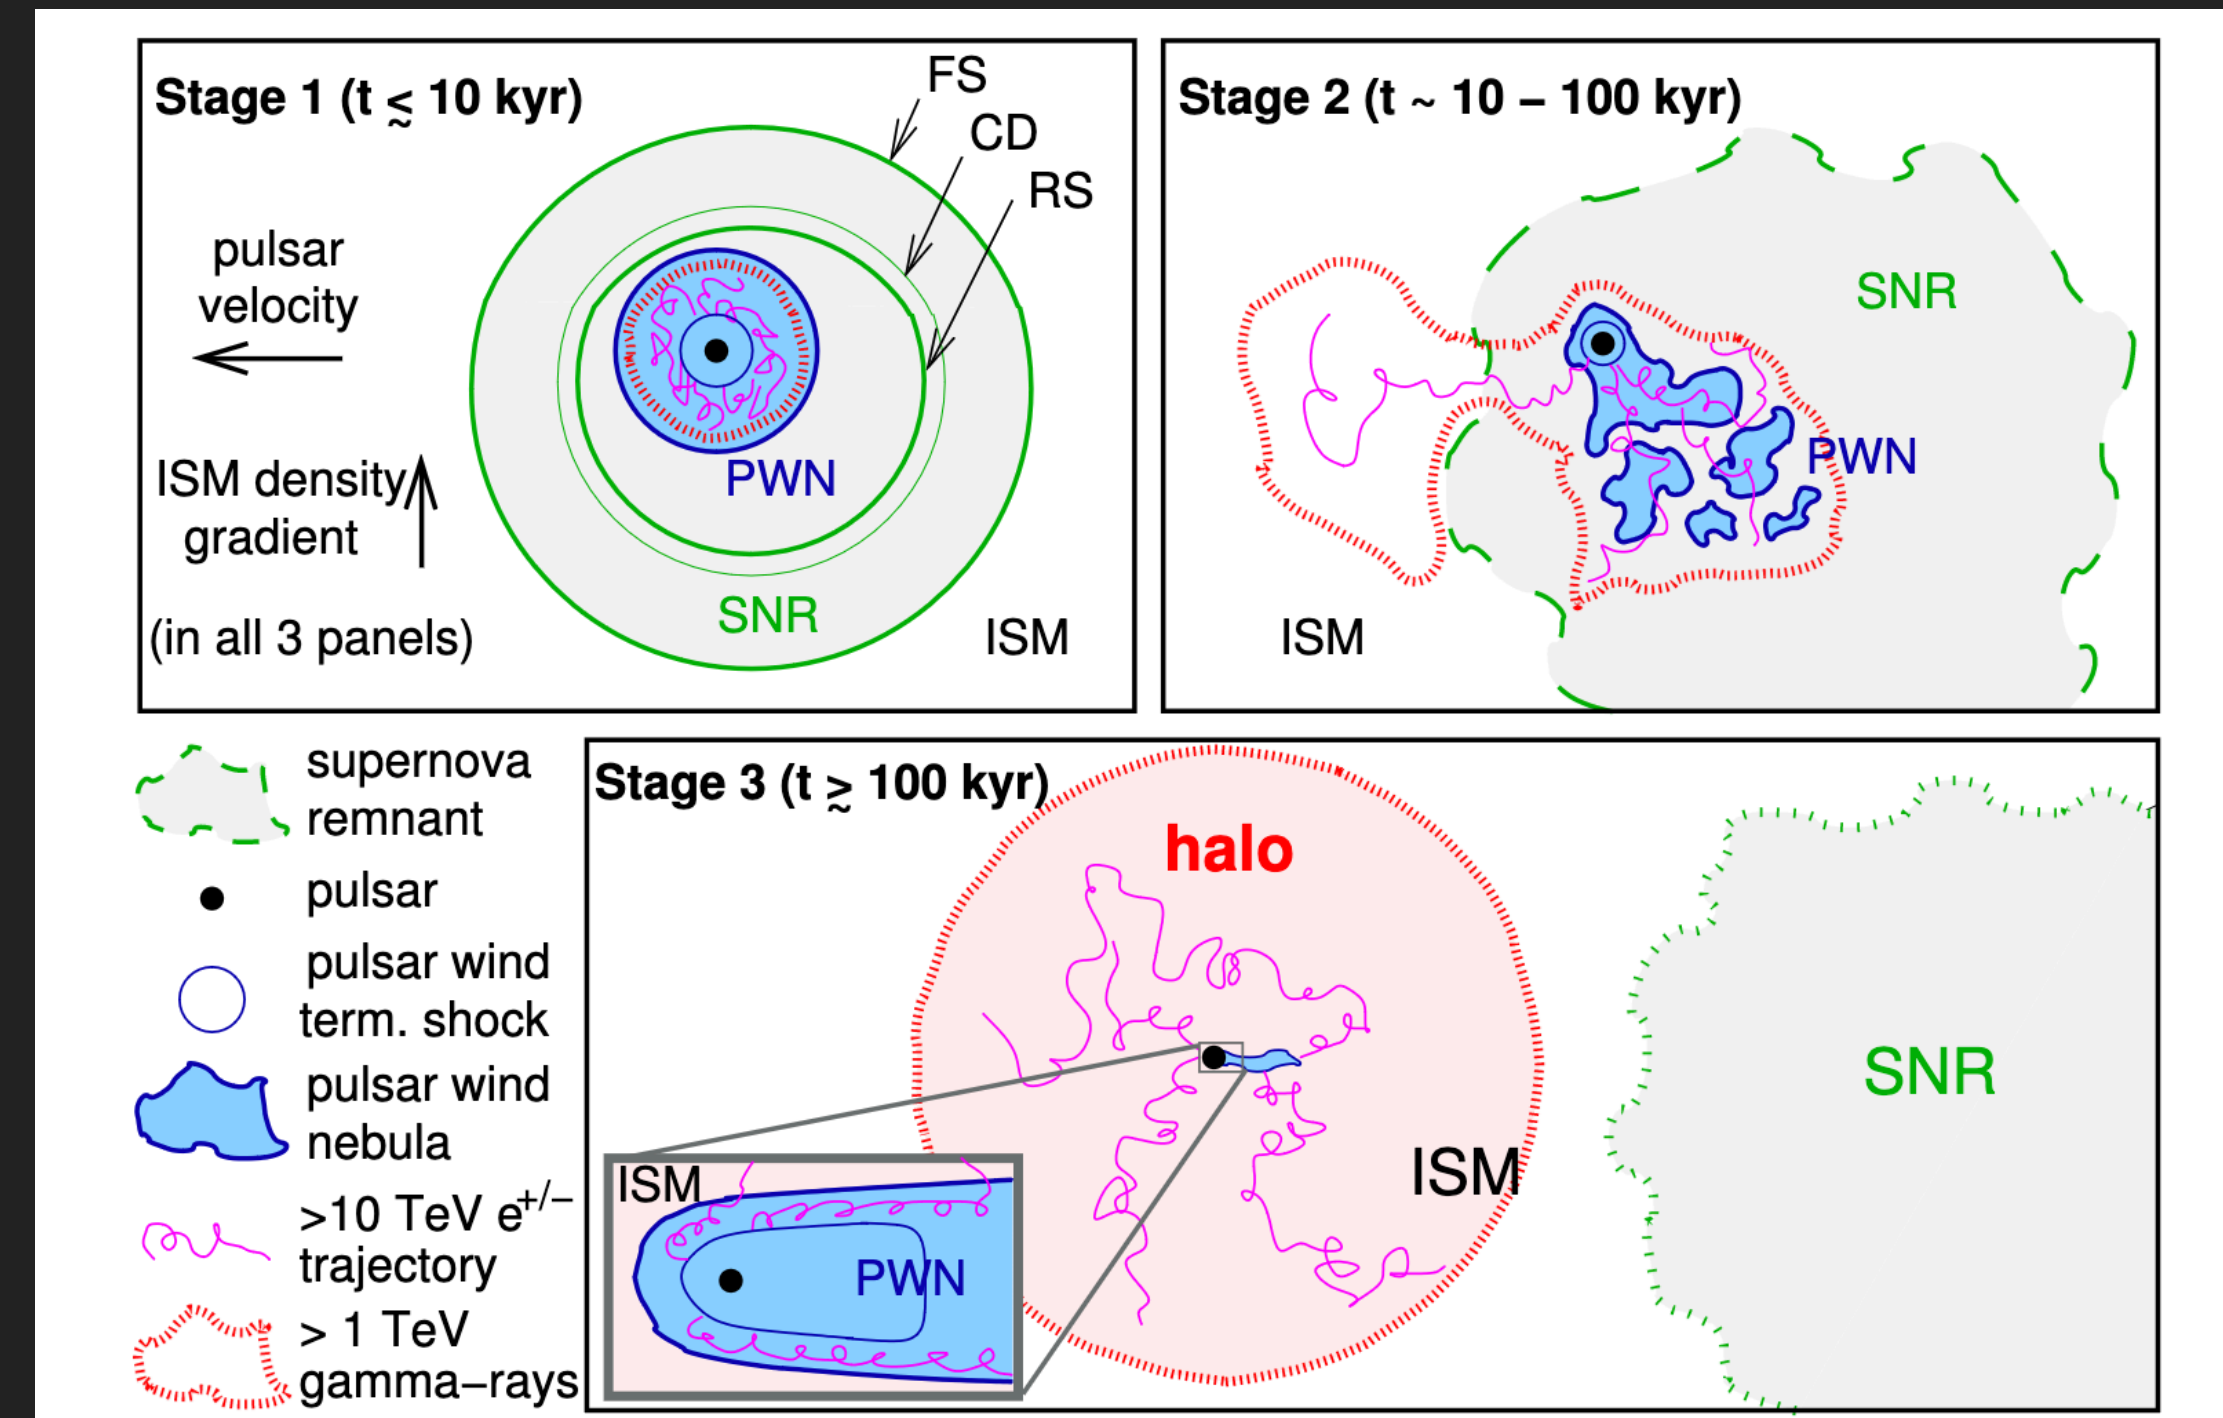 Stage 1 (t ≲ 10 kyr)
FS
CD
RS
pulsar
velocity
ISM density
gradient
(in all 3 panels)
PWN
SNR
ISM
Stage 2 (t ~ 10 – 100 kyr)
SNR
PWN
ISM
supernova
remnant
pulsar
pulsar wind
term. shock
pulsar wind
nebula
>10 TeV e+/–
trajectory
> 1 TeV
gamma–rays
Stage 3 (t ≳ 100 kyr)
halo
ISM
SNR
ISM
PWN